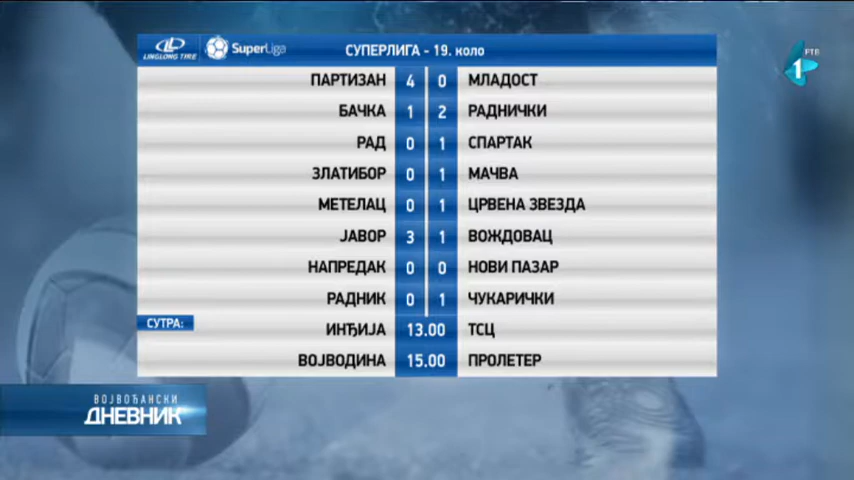 LINGLONG TIRE SuperLiga СУПЕРЛИГА - 19. коло
РТВ
1
ПАРТИЗАН 4 0 МЛАДОСТ
БАЧКА 1 2 РАДНИЧКИ
РАД 0 1 СПАРТАК
ЗЛАТИБОР 0 1 МАЧВА
МЕТЕЛАЦ 0 1 ЦРВЕНА ЗВЕЗДА
ЈАВОР 3 1 ВОЖДОВАЦ
НАПРЕДАК 0 0 НОВИ ПАЗАР
РАДНИК 0 1 ЧУКАРИЧКИ
СУТРА:
ИНЂИЈА 13.00 ТСЦ
ВОЈВОДИНА 15.00 ПРОЛЕТЕР
ВОЈВОЂАНСКИ
ДНЕВНИК